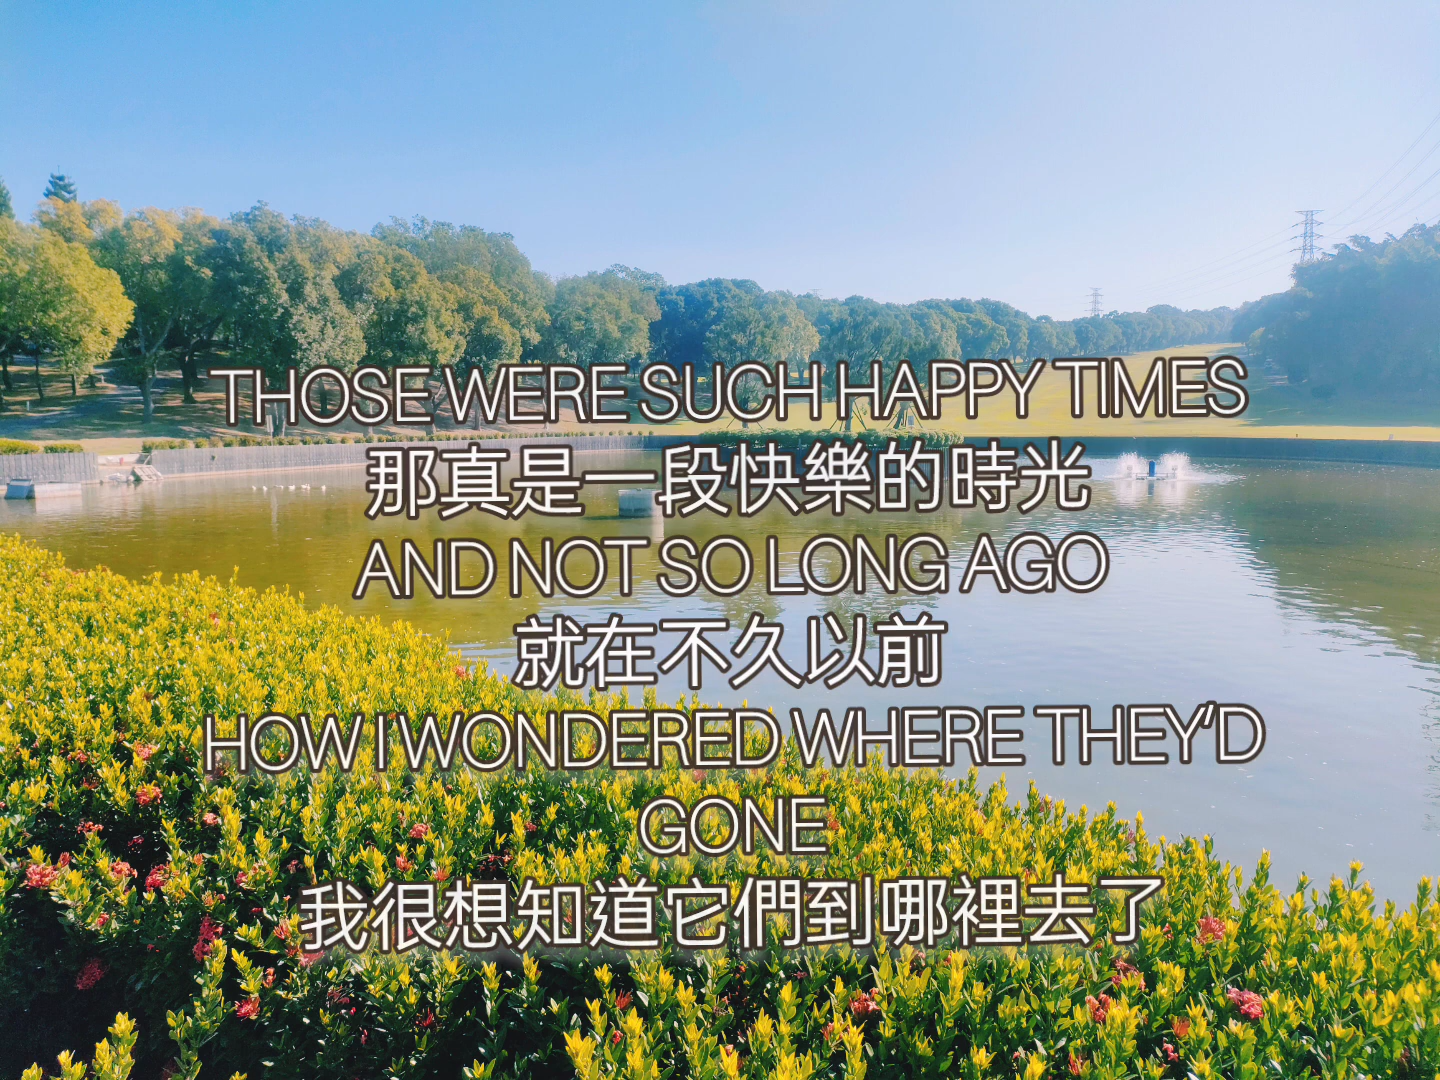 THOSE WERE SUCH HAPPY TIMES
那真是一段快樂的時光
AND NOT SO LONG AGO
就在不久以前
HOW I WONDERED WHERE THEY'D
GONE
我很想知道它們到哪裡去了